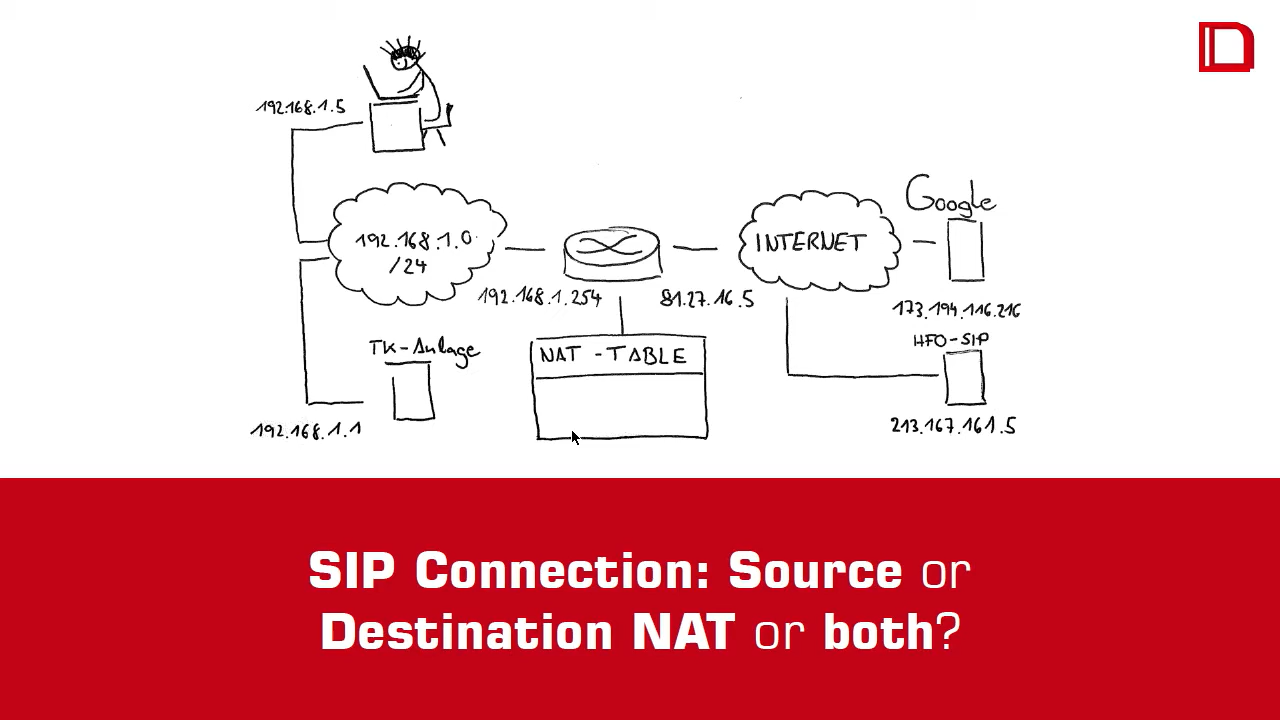 192.168.1.5
Google
192.168.1.0
/24
INTERNET
192.168.1.254
81.27.16.5
173.194.116.216
HFO-SIP
TK-Anlage
NAT-TABLE
192.168.1.1
213.167.161.5
SIP Connection: Source or
Destination NAT or both?